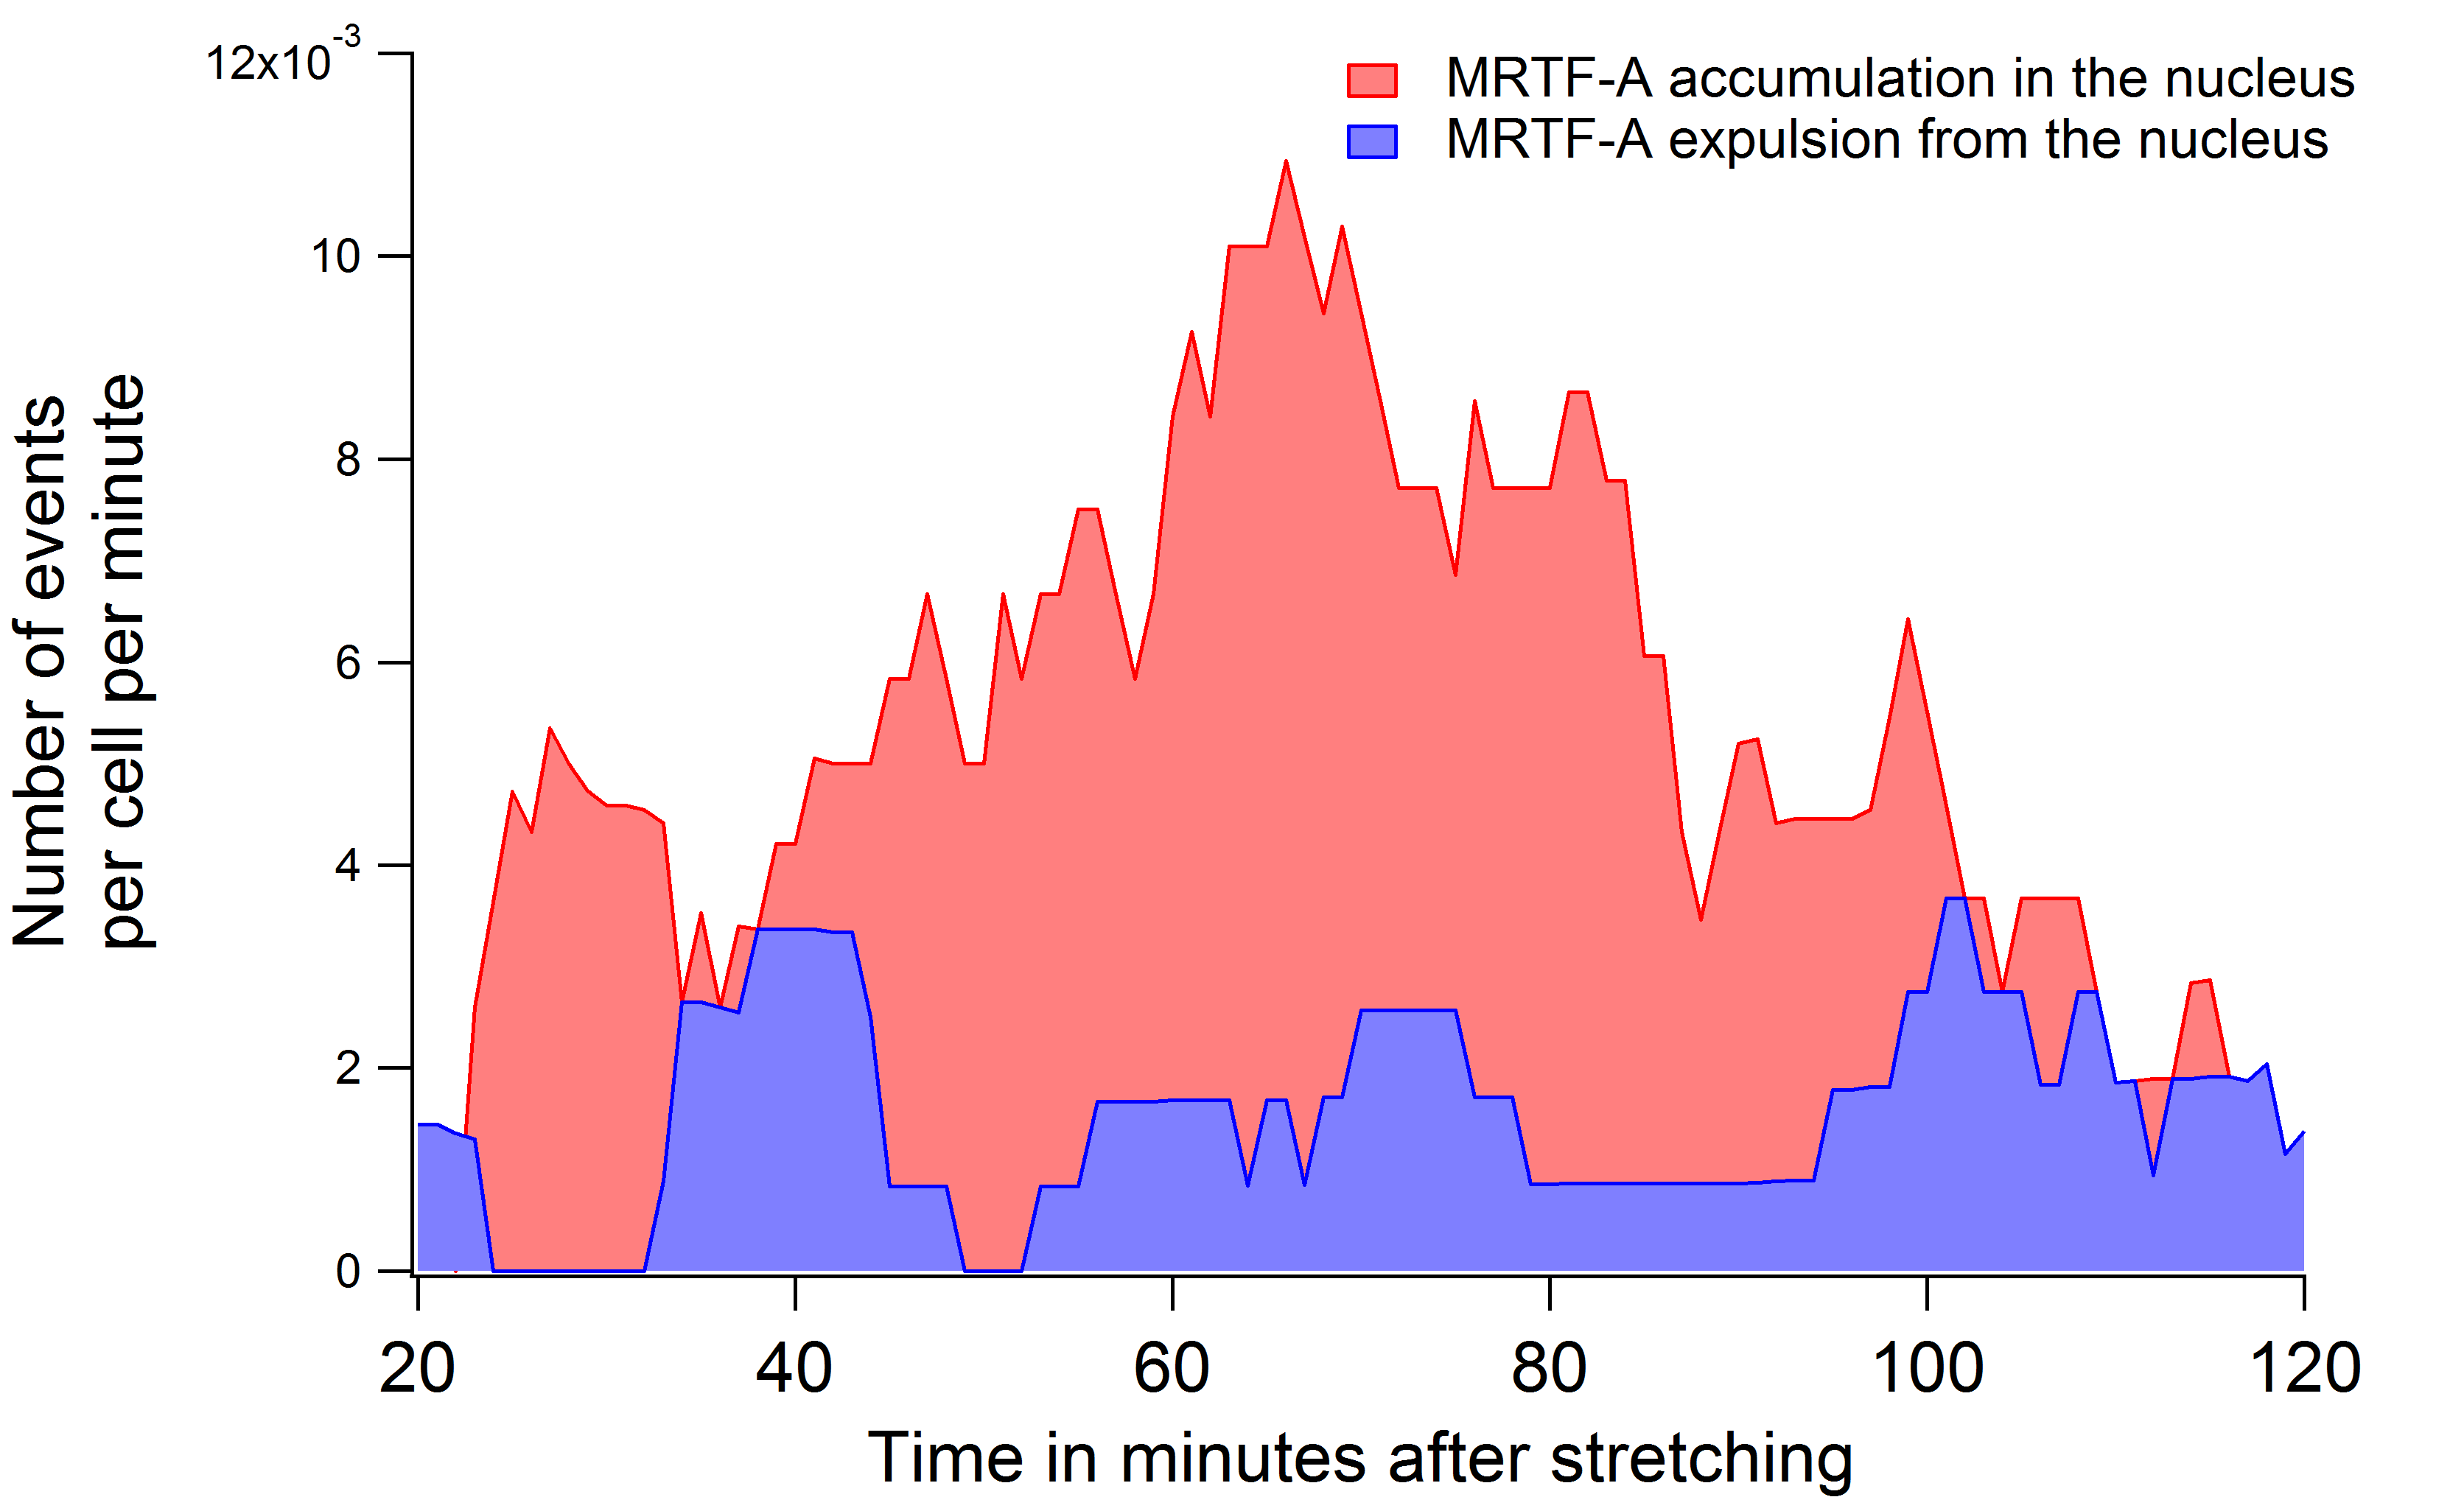 12x10-3
10
8
6
4
2
0
Number of events
per cell per minute
MRTF-A accumulation in the nucleus
MRTF-A expulsion from the nucleus
20 40 60 80 100 120
Time in minutes after stretching